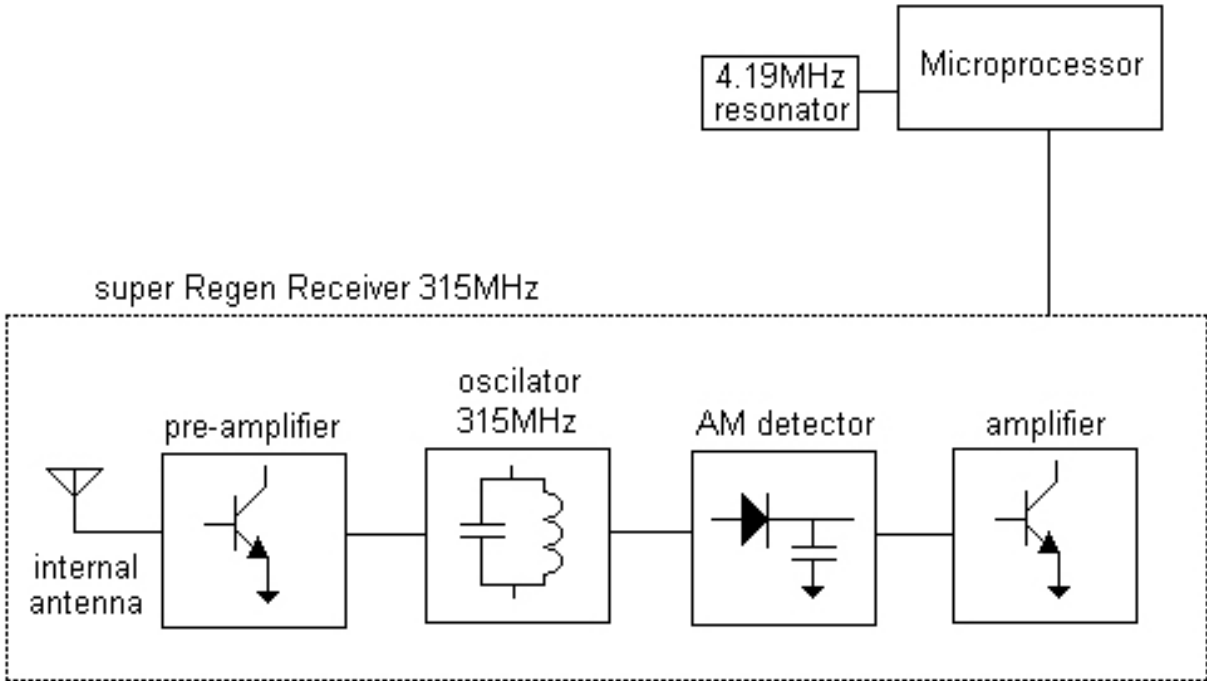 Microprocessor
4.19MHz
resonator
super Regen Receiver 315MHz
oscilator
315MHz
pre-amplifier
AM detector
amplifier
internal
antenna